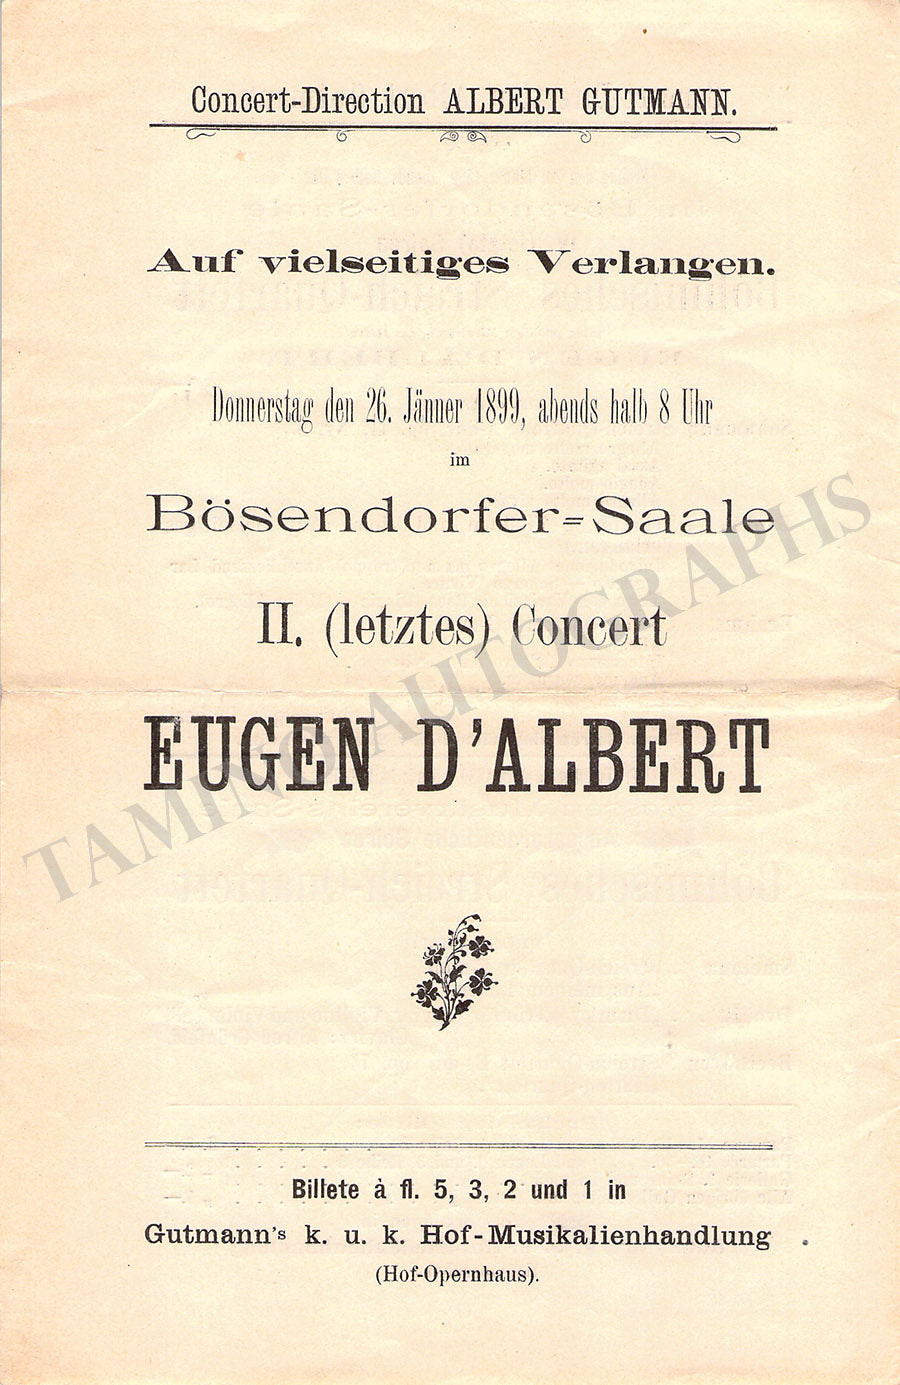 Concert-Direction ALBERT GUTMANN.
Auf vielseitiges Verlangen.
Donnerstag den 26. Jänner 1899, abends halb 8 Uhr
im
Bösendorfer=Saale
II. (letztes) Concert
EUGEN D'ALBERT
TAMINO AUTOGRAPHS
Billete à fl. 5, 3, 2 und 1 in
Gutmann's k. u. k. Hof-Musikalienhandlung
(Hof-Opernhaus).